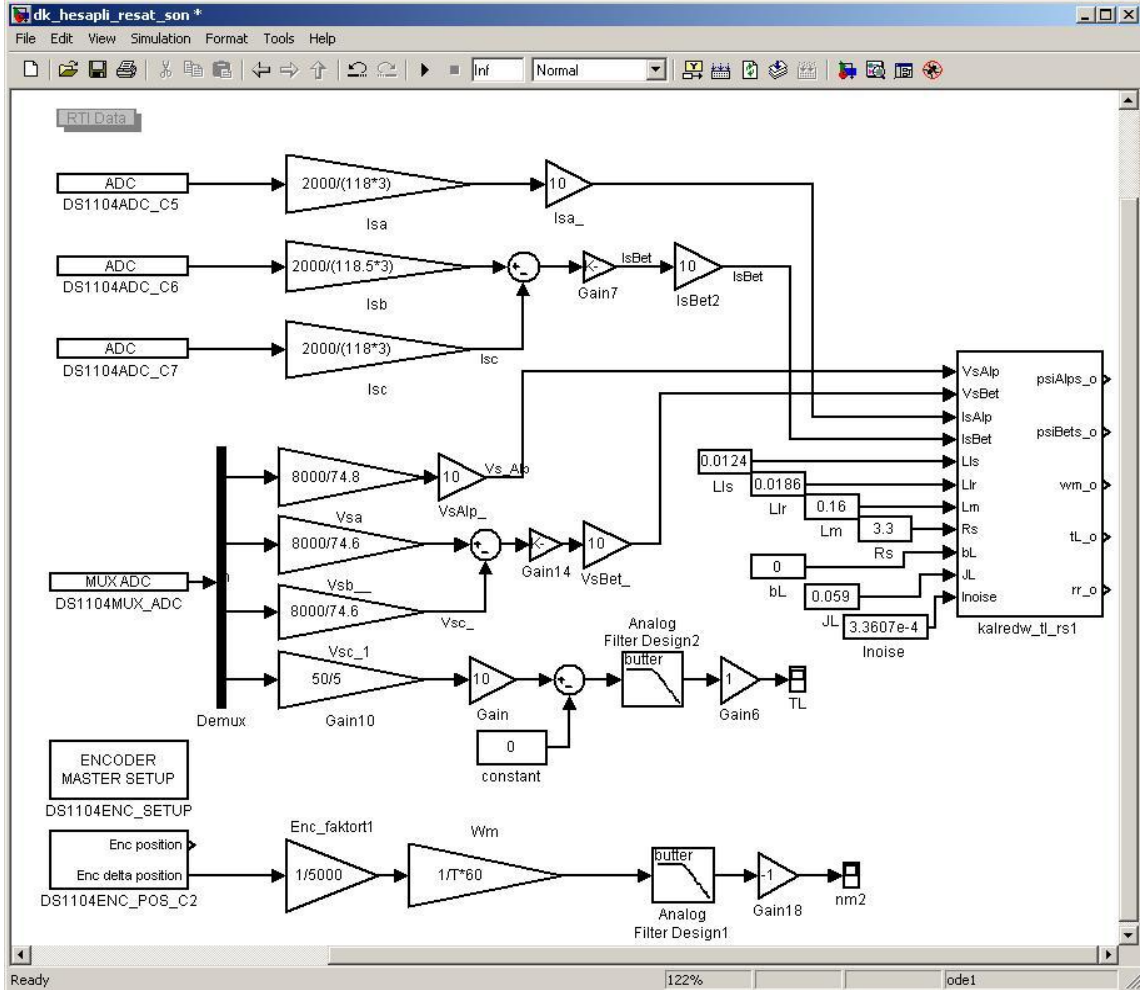 dk_hesapli_resat_son *
File Edit View Simulation Format Tools Help
Inf Normal
RTI Data
ADC
DS1104ADC_C5
2000/(118*3)
Isa
10
Isa_
ADC
DS1104ADC_C6
2000/(118.5*3)
Isb
K-
Gain7
IsBet
10
IsBet2
IsBet
ADC
DS1104ADC_C7
2000/(118*3)
Isc
Isc
MUX ADC
DS1104MUX_ADC
Demux
8000/74.8
Vsa
10
VsAlp_
Vs_Alp
8000/74.6
Vsb__
8000/74.6
Vsc_
Vsc_1
K-
Gain14
10
VsBet_
50/5
Gain10
10
Gain
0
constant
Analog
Filter Design2
butter
1
Gain6
TL
0.0124
Lls
0.0186
Llr
0.16
Lm
3.3
Rs
0
bL
0.059
JL
3.3607e-4
Inoise
VsAlp
VsBet
IsAlp
IsBet
Lls
Llr
Lm
Rs
bL
JL
Inoise
psiAlps_o
psiBets_o
wm_o
tL_o
rr_o
kalredw_tl_rs1
ENCODER
MASTER SETUP
DS1104ENC_SETUP
Enc position
Enc delta position
DS1104ENC_POS_C2
Enc_faktort1
1/5000
Wm
1/T*60
butter
Analog
Filter Design1
-1
Gain18
nm2
Ready 122% ode1